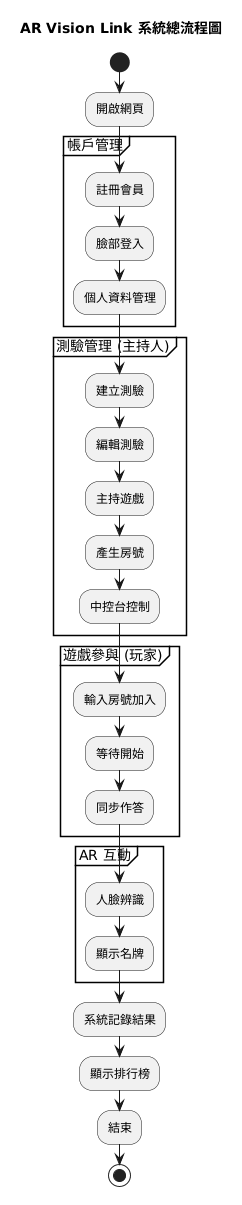 AR Vision Link 系統總流程圖
開啟網頁
帳戶管理
註冊會員
臉部登入
個人資料管理
測驗管理 (主持人)
建立測驗
編輯測驗
主持遊戲
產生房號
中控台控制
遊戲參與 (玩家)
輸入房號加入
等待開始
同步作答
AR 互動
人臉辨識
顯示名牌
系統記錄結果
顯示排行榜
結束